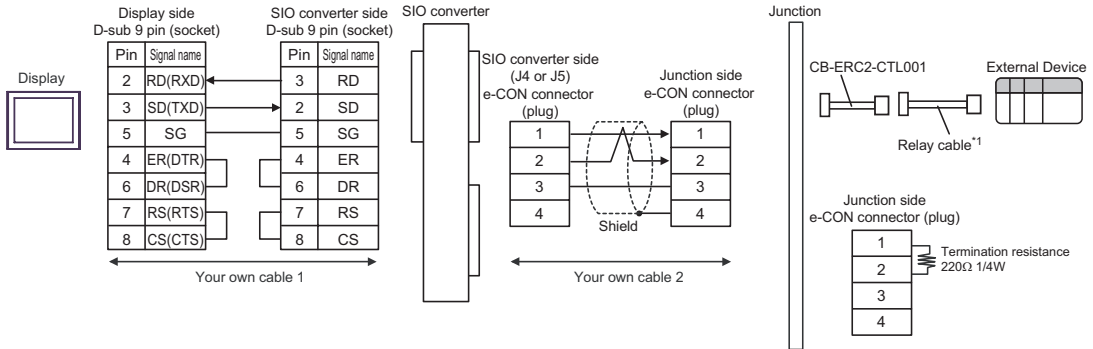 Display
Display side
D-sub 9 pin (socket)
Pin Signal name
2 RD(RXD)
3 SD(TXD)
5 SG
4 ER(DTR)
6 DR(DSR)
7 RS(RTS)
8 CS(CTS)
SIO converter side
D-sub 9 pin (socket)
Pin Signal name
3 RD
2 SD
5 SG
4 ER
6 DR
7 RS
8 CS
Your own cable 1
SIO converter
SIO converter side
(J4 or J5)
e-CON connector
(plug)
1
2
3
4
Shield
Junction side
e-CON connector
(plug)
1
2
3
4
Your own cable 2
Junction
CB-ERC2-CTL001
External Device
Relay cable*1
Junction side
e-CON connector (plug)
1
2
3
4
Termination resistance
220Ω 1/4W